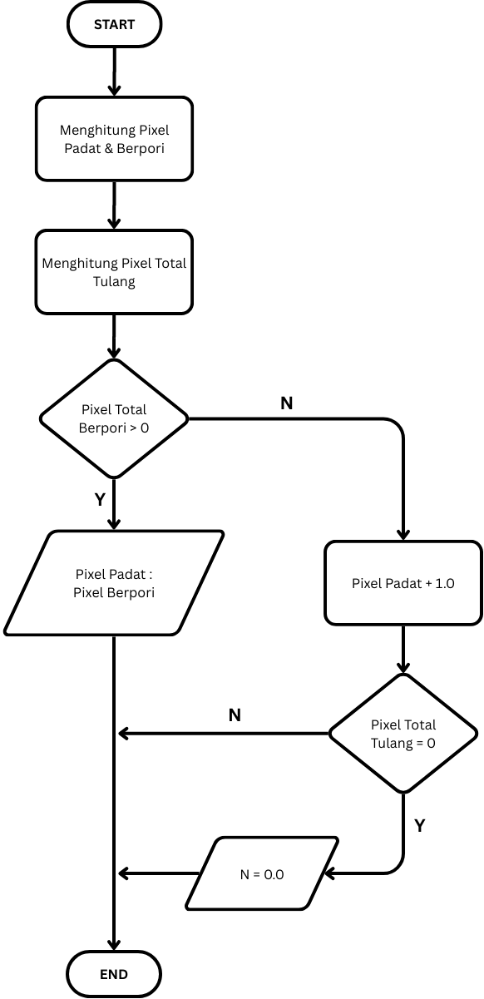 START
Menghitung Pixel
Padat & Berpori
Menghitung Pixel Total
Tulang
Pixel Total
Berpori > 0
N
Y
Pixel Padat :
Pixel Berpori
Pixel Padat + 1.0
N
Pixel Total
Tulang = 0
Y
N = 0.0
END